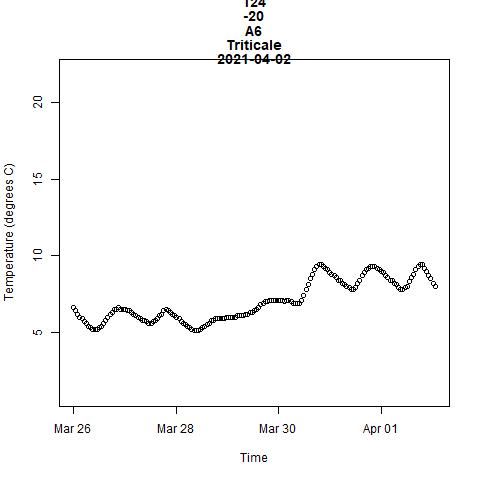 124
-20
A6
Triticale
2021-04-02
Temperature (degrees C)
20
15
10
5
Mar 26
Mar 28
Mar 30
Apr 01
Time